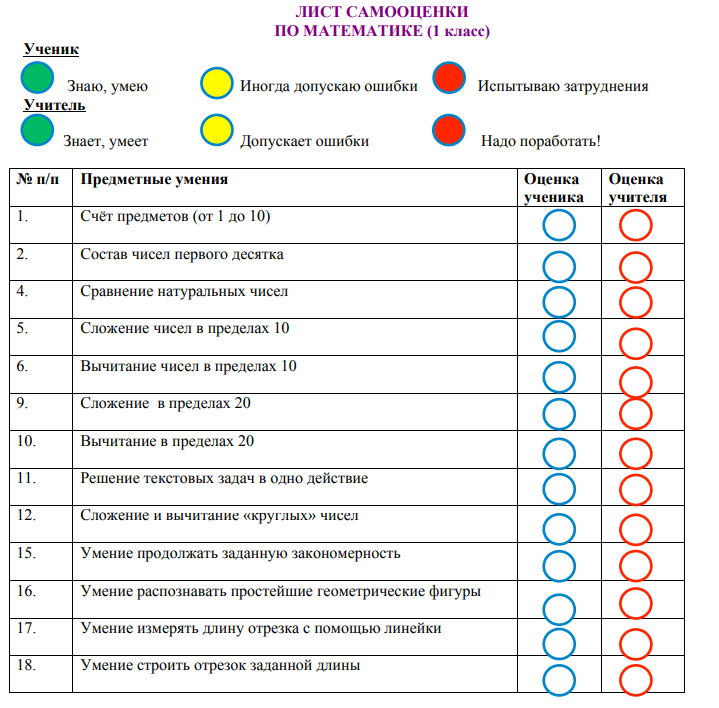 ЛИСТ САМООЦЕНКИ
ПО МАТЕМАТИКЕ (1 класс)
Ученик
Знаю, умею Иногда допускаю ошибки Испытываю затруднения
Учитель
Знает, умеет Допускает ошибки Надо поработать!
№ п/п Предметные умения Оценка ученика Оценка учителя
1. Счёт предметов (от 1 до 10)
2. Состав чисел первого десятка
4. Сравнение натуральных чисел
5. Сложение чисел в пределах 10
6. Вычитание чисел в пределах 10
9. Сложение в пределах 20
10. Вычитание в пределах 20
11. Решение текстовых задач в одно действие
12. Сложение и вычитание «круглых» чисел
15. Умение продолжать заданную закономерность
16. Умение распознавать простейшие геометрические фигуры
17. Умение измерять длину отрезка с помощью линейки
18. Умение строить отрезок заданной длины